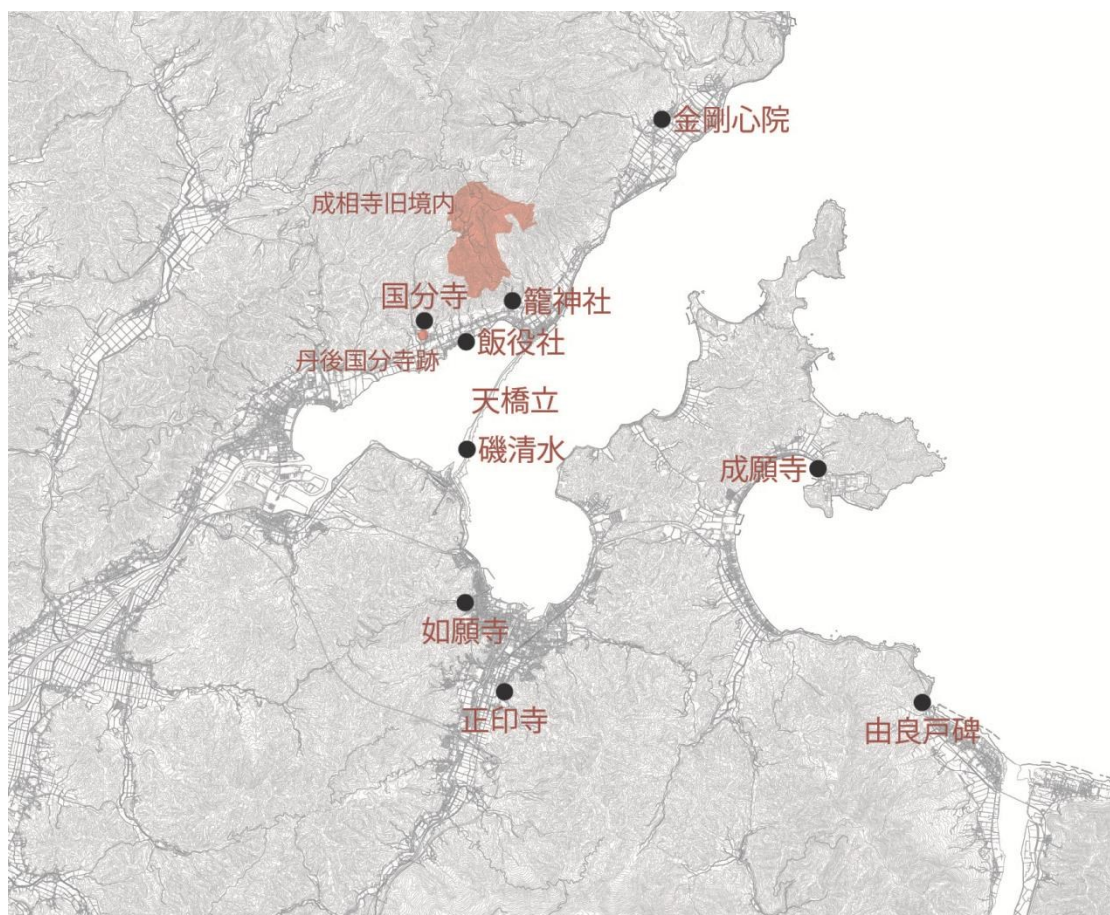 金剛心院
成相寺旧境内
国分寺
籠神社
飯役社
丹後国分寺跡
天橋立
磯清水
成願寺
如願寺
正印寺
由良戸碑